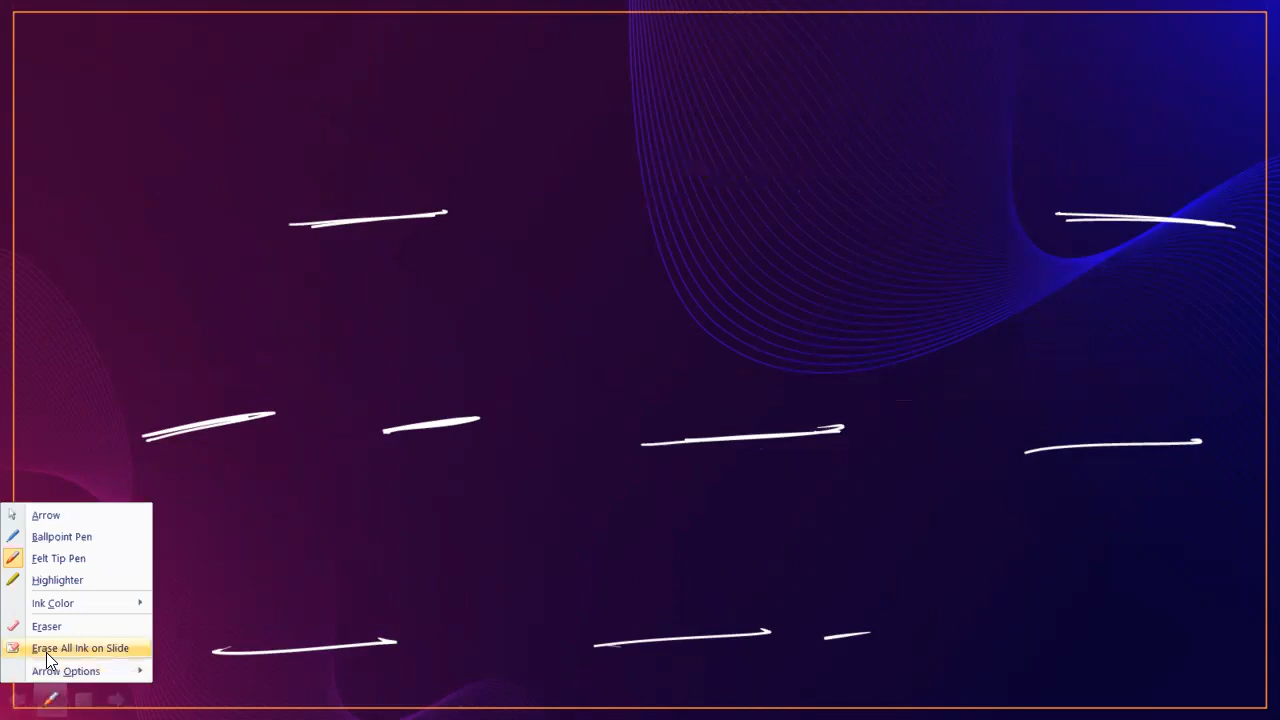 Arrow
Ballpoint Pen
Felt Tip Pen
Highlighter
Ink Color
Eraser
Erase All Ink on Slide
Arrow Options